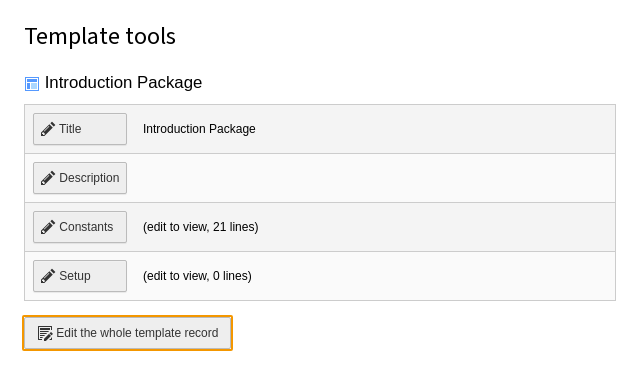 Template tools
Introduction Package
Title Introduction Package
Description
Constants (edit to view, 21 lines)
Setup (edit to view, 0 lines)
Edit the whole template record